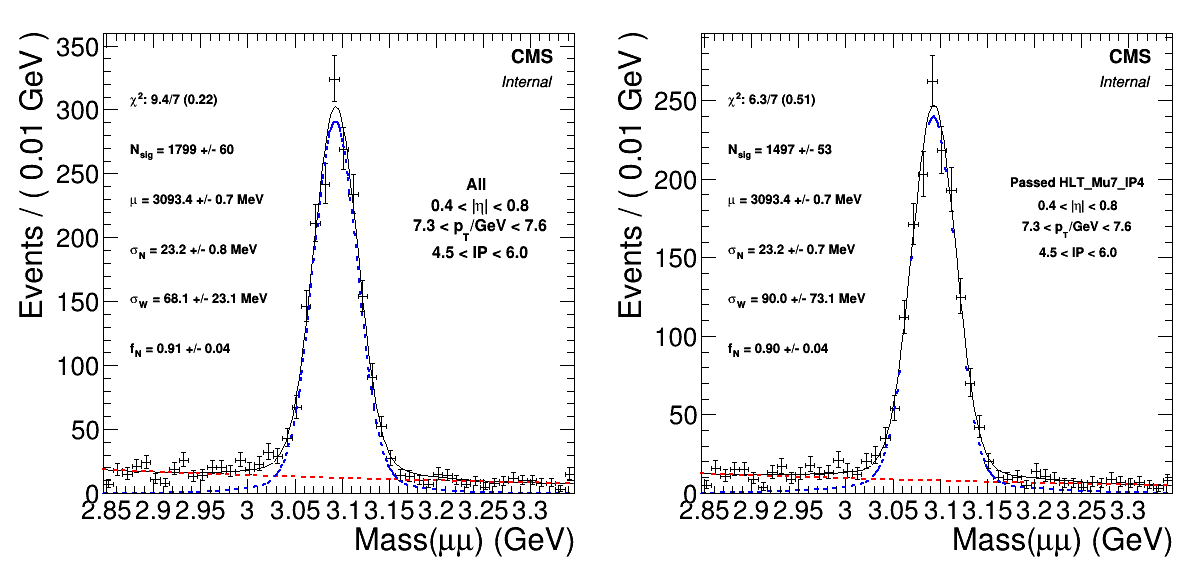 Events / ( 0.01 GeV )
350
300
250
200
150
100
50
0
CMS
Internal
χ²: 9.4/7 (0.22)
N_sig = 1799 +/- 60
μ = 3093.4 +/- 0.7 MeV
σ_N = 23.2 +/- 0.8 MeV
σ_W = 68.1 +/- 23.1 MeV
f_N = 0.91 +/- 0.04
All
0.4 < |η| < 0.8
7.3 < p_T/GeV < 7.6
4.5 < IP < 6.0
2.85 2.9 2.95 3 3.05 3.1 3.15 3.2 3.25 3.3
Mass(μμ) (GeV)
Events / ( 0.01 GeV )
250
200
150
100
50
0
CMS
Internal
χ²: 6.3/7 (0.51)
N_sig = 1497 +/- 53
μ = 3093.4 +/- 0.7 MeV
σ_N = 23.2 +/- 0.7 MeV
σ_W = 90.0 +/- 73.1 MeV
f_N = 0.90 +/- 0.04
Passed HLT_Mu7_IP4
0.4 < |η| < 0.8
7.3 < p_T/GeV < 7.6
4.5 < IP < 6.0
2.85 2.9 2.95 3 3.05 3.1 3.15 3.2 3.25 3.3
Mass(μμ) (GeV)